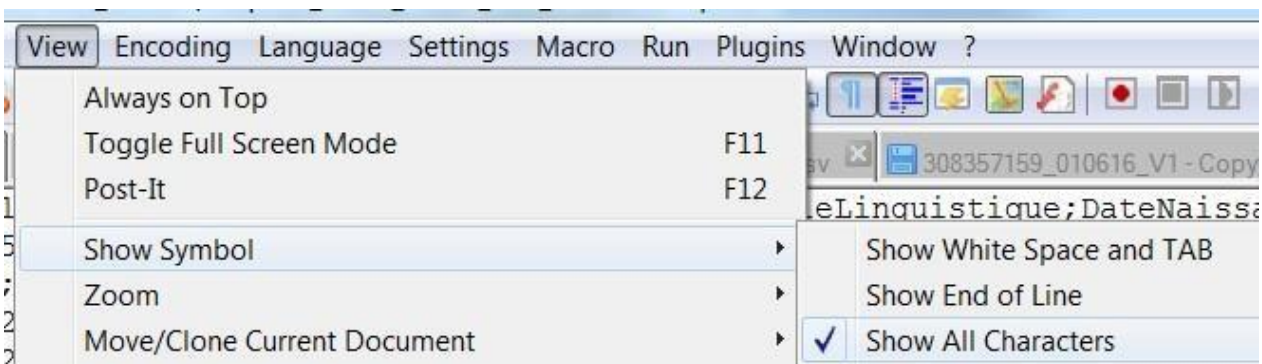 View Encoding Language Settings Macro Run Plugins Window ?
Always on Top
Toggle Full Screen Mode F11
Post-It F12
sv 308357159_010616_V1 - Copy
eLinguistique;DateNaissa
Show Symbol
Show White Space and TAB
Zoom
Show End of Line
Move/Clone Current Document
Show All Characters